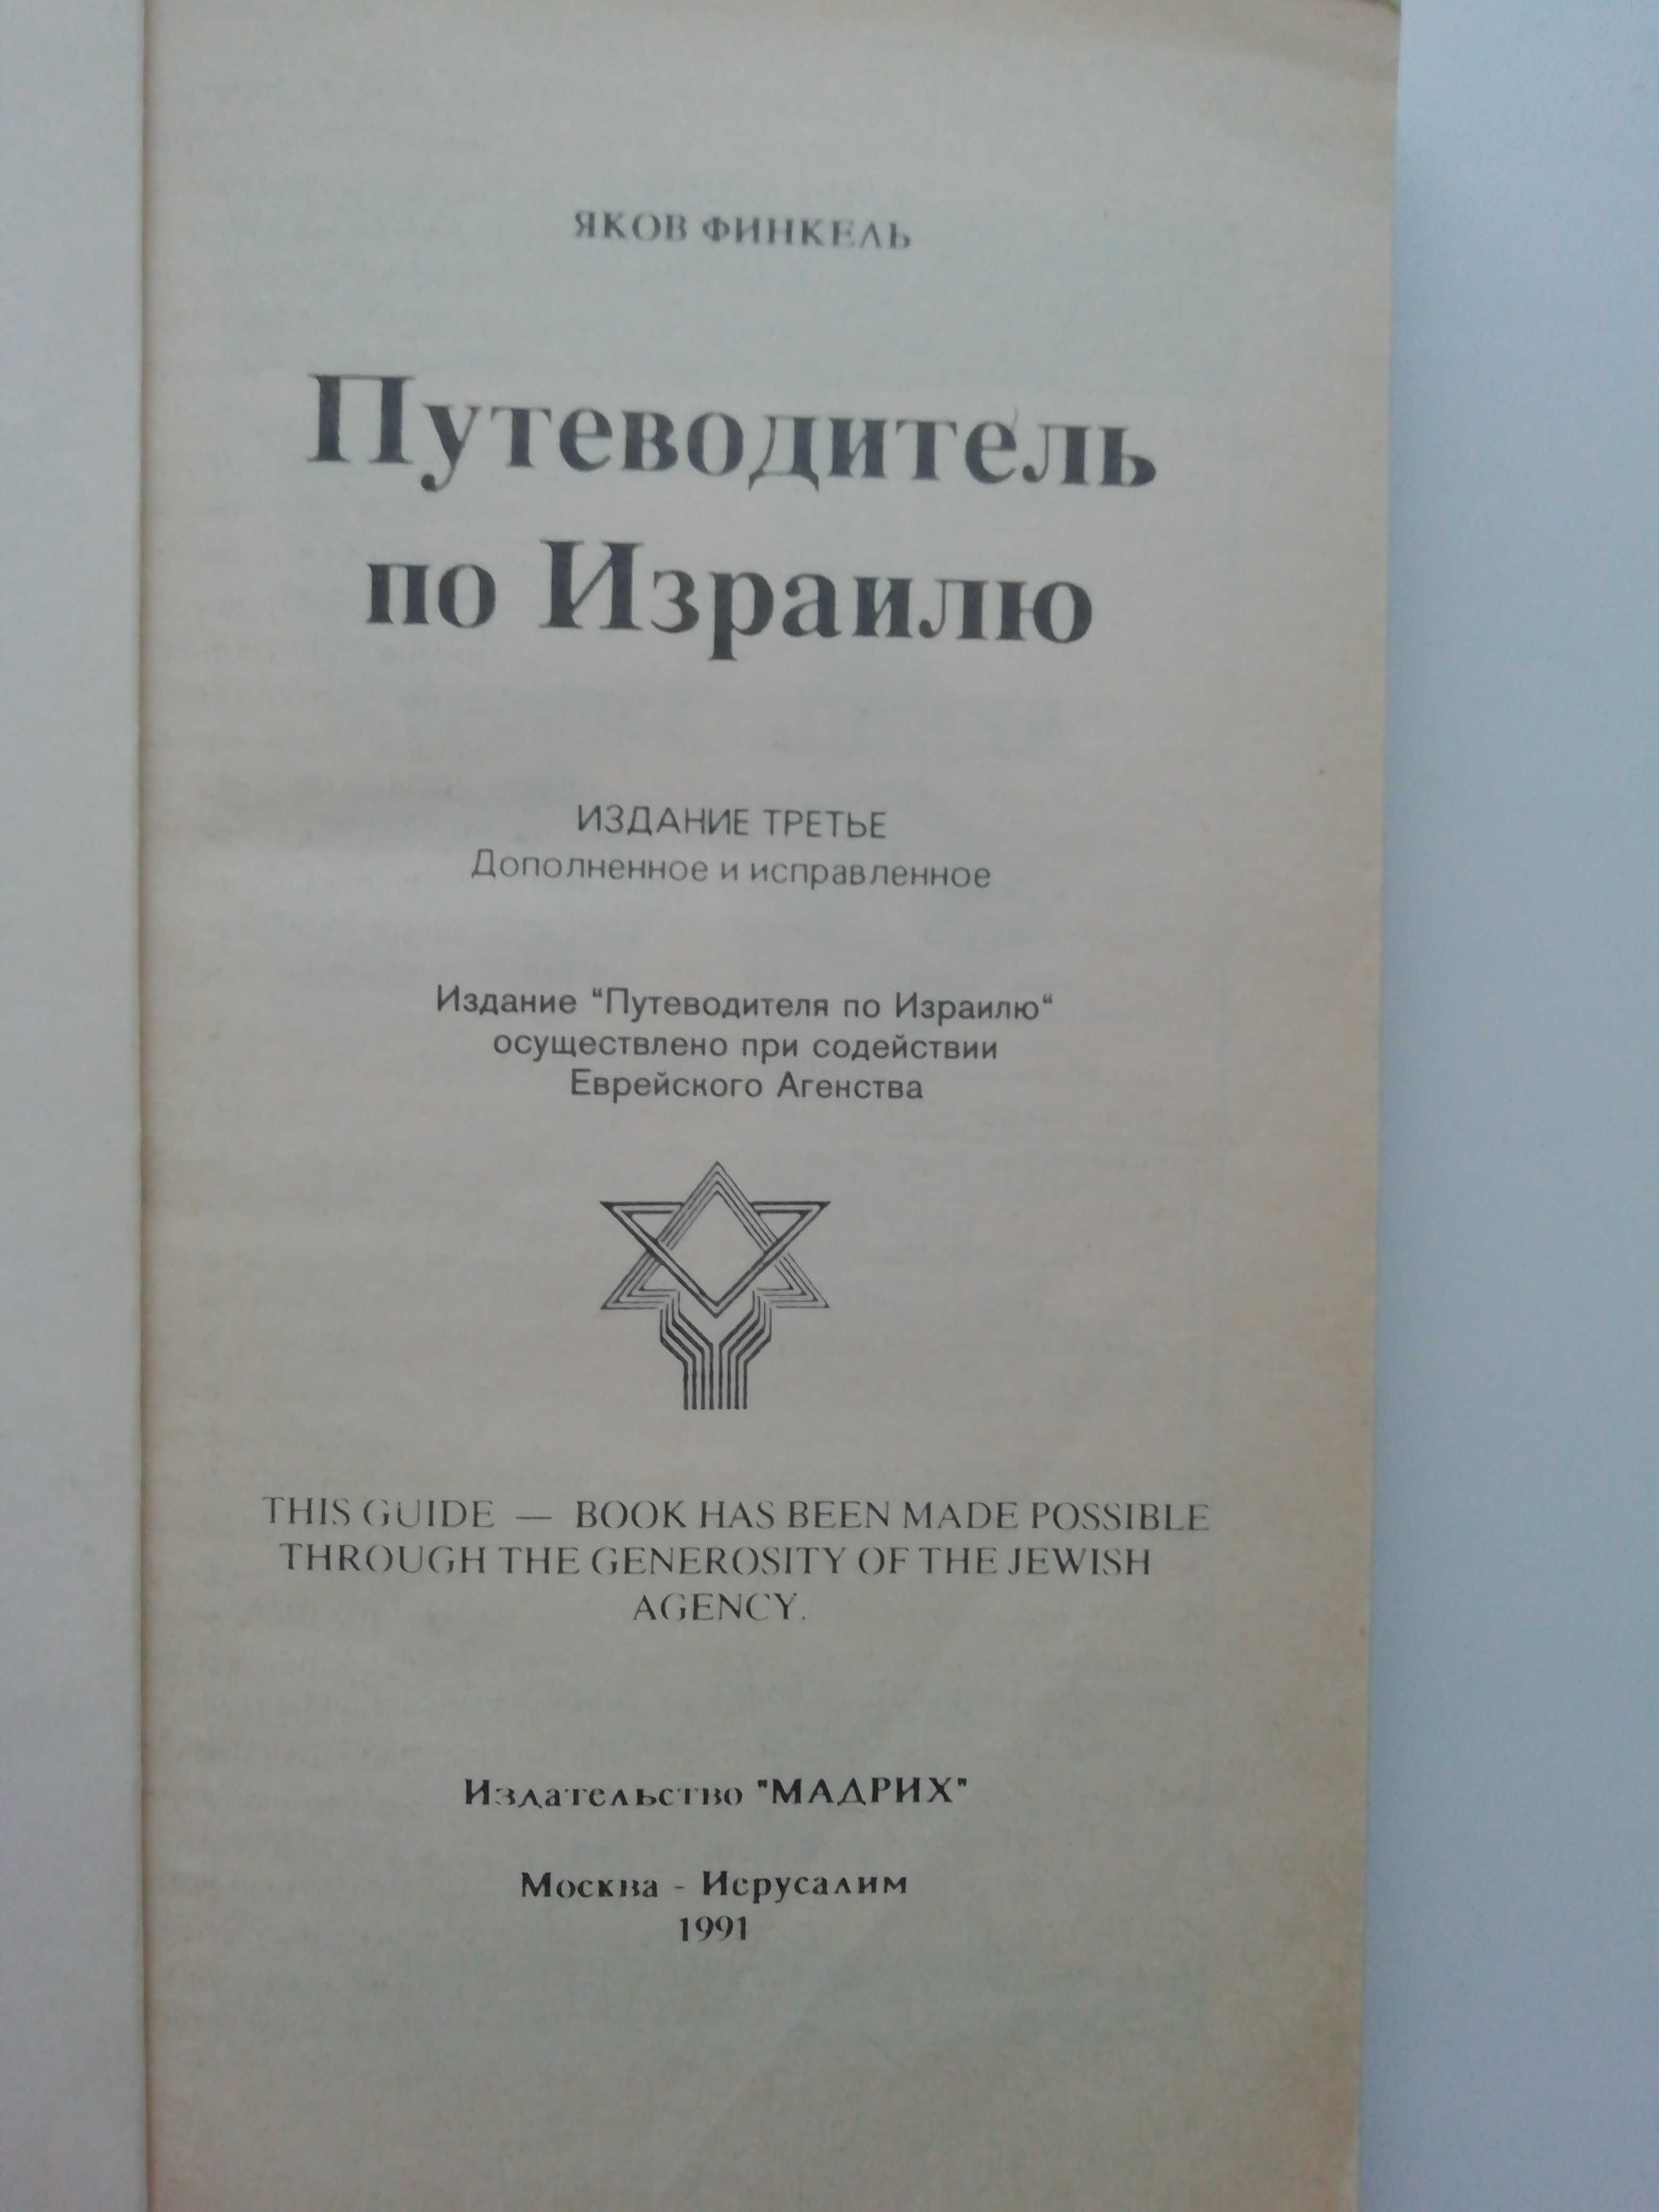 ЯКОВ ФИНКЕЛЬ
Путеводитель
по Израилю
ИЗДАНИЕ ТРЕТЬЕ
Дополненное и исправленное
Издание “Путеводителя по Израилю“
осуществлено при содействии
Еврейского Агенства
THIS GUIDE — BOOK HAS BEEN MADE POSSIBLE
THROUGH THE GENEROSITY OF THE JEWISH
AGENCY.
Издательство "МАДРИХ"
Москва - Иерусалим
1991